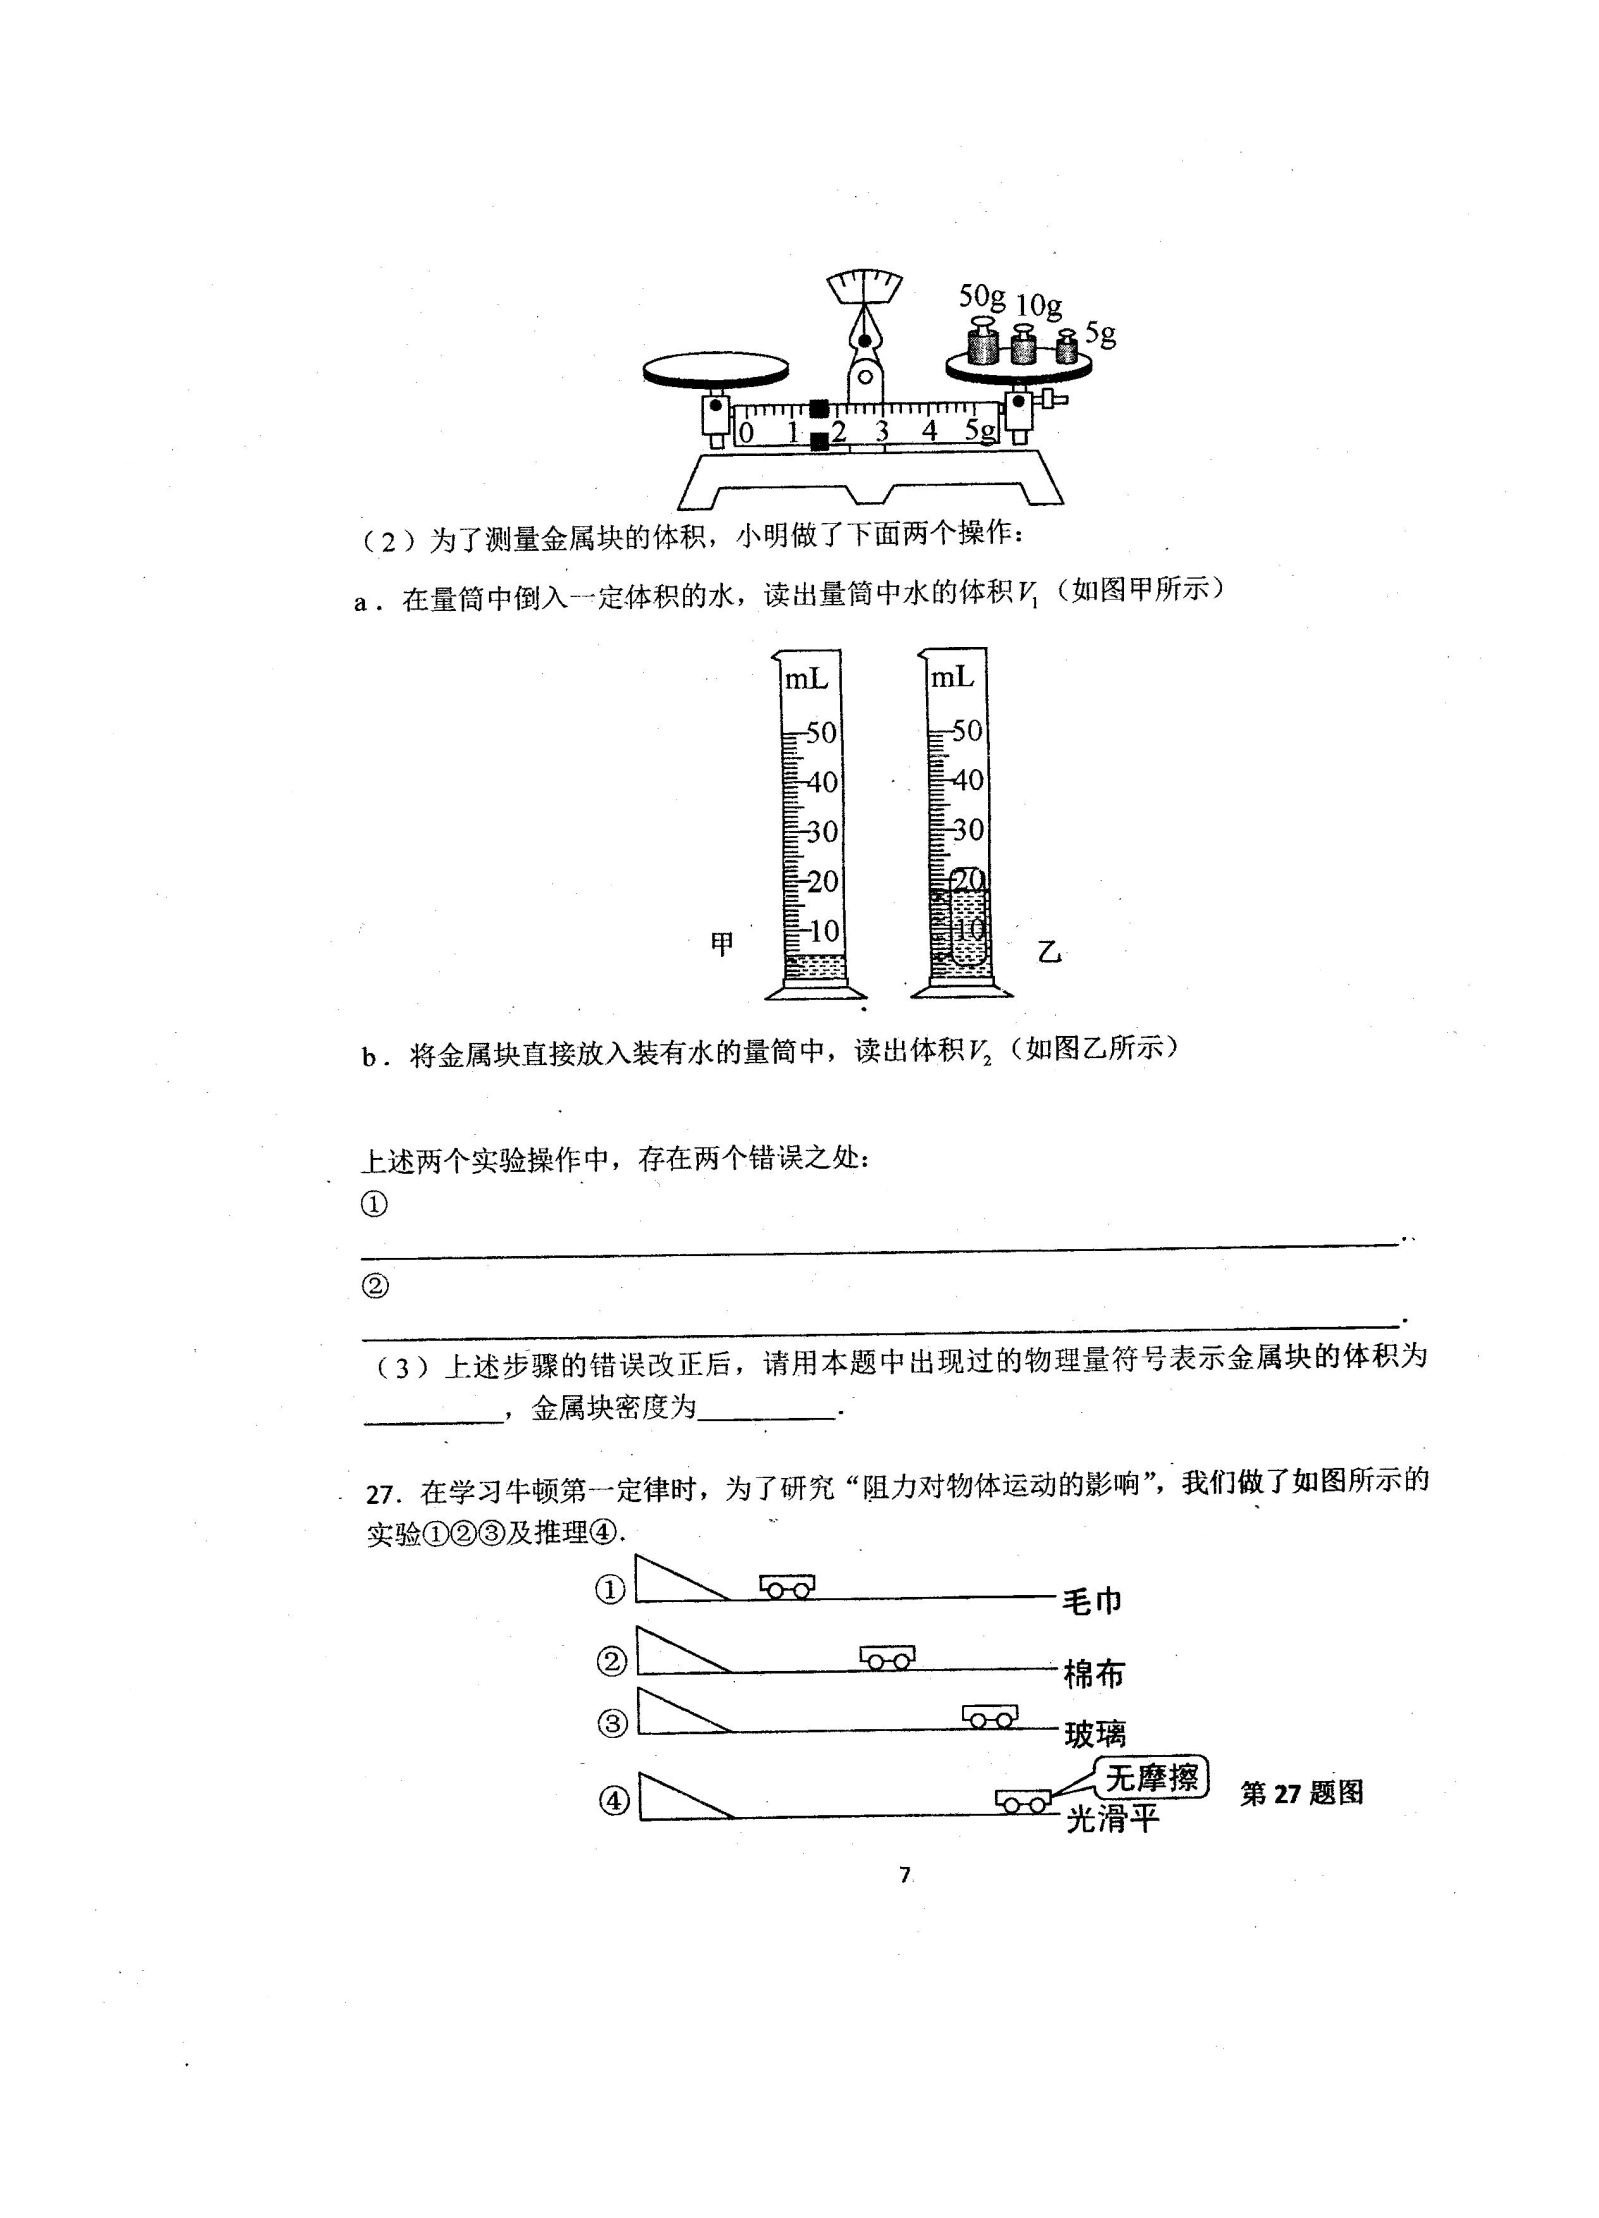 50g 10g 5g
0 1 2 3 4 5g
（2）为了测量金属块的体积，小明做了下面两个操作：
a．在量筒中倒入一定体积的水，读出量筒中水的体积V₁（如图甲所示）
mL mL
50 50
40 40
30 30
20 20
10 10
甲 乙
b．将金属块直接放入装有水的量筒中，读出体积V₂（如图乙所示）
上述两个实验操作中，存在两个错误之处：
①
.
②
.
（3）上述步骤的错误改正后，请用本题中出现过的物理量符号表示金属块的体积为
________，金属块密度为________.
27. 在学习牛顿第一定律时，为了研究“阻力对物体运动的影响”，我们做了如图所示的
实验①②③及推理④.
① 毛巾
② 棉布
③ 玻璃
无摩擦
④ 光滑平
第 27 题图
7